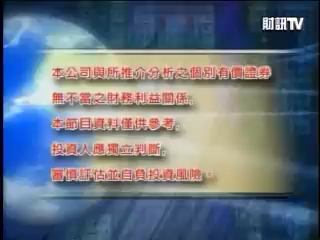 財訊TV
本公司與所推介分析之個別有價證券
無不當之財務利益關係,
本節目資料僅供參考,
投資人應獨立判斷,
審慎評估並自負投資風險。